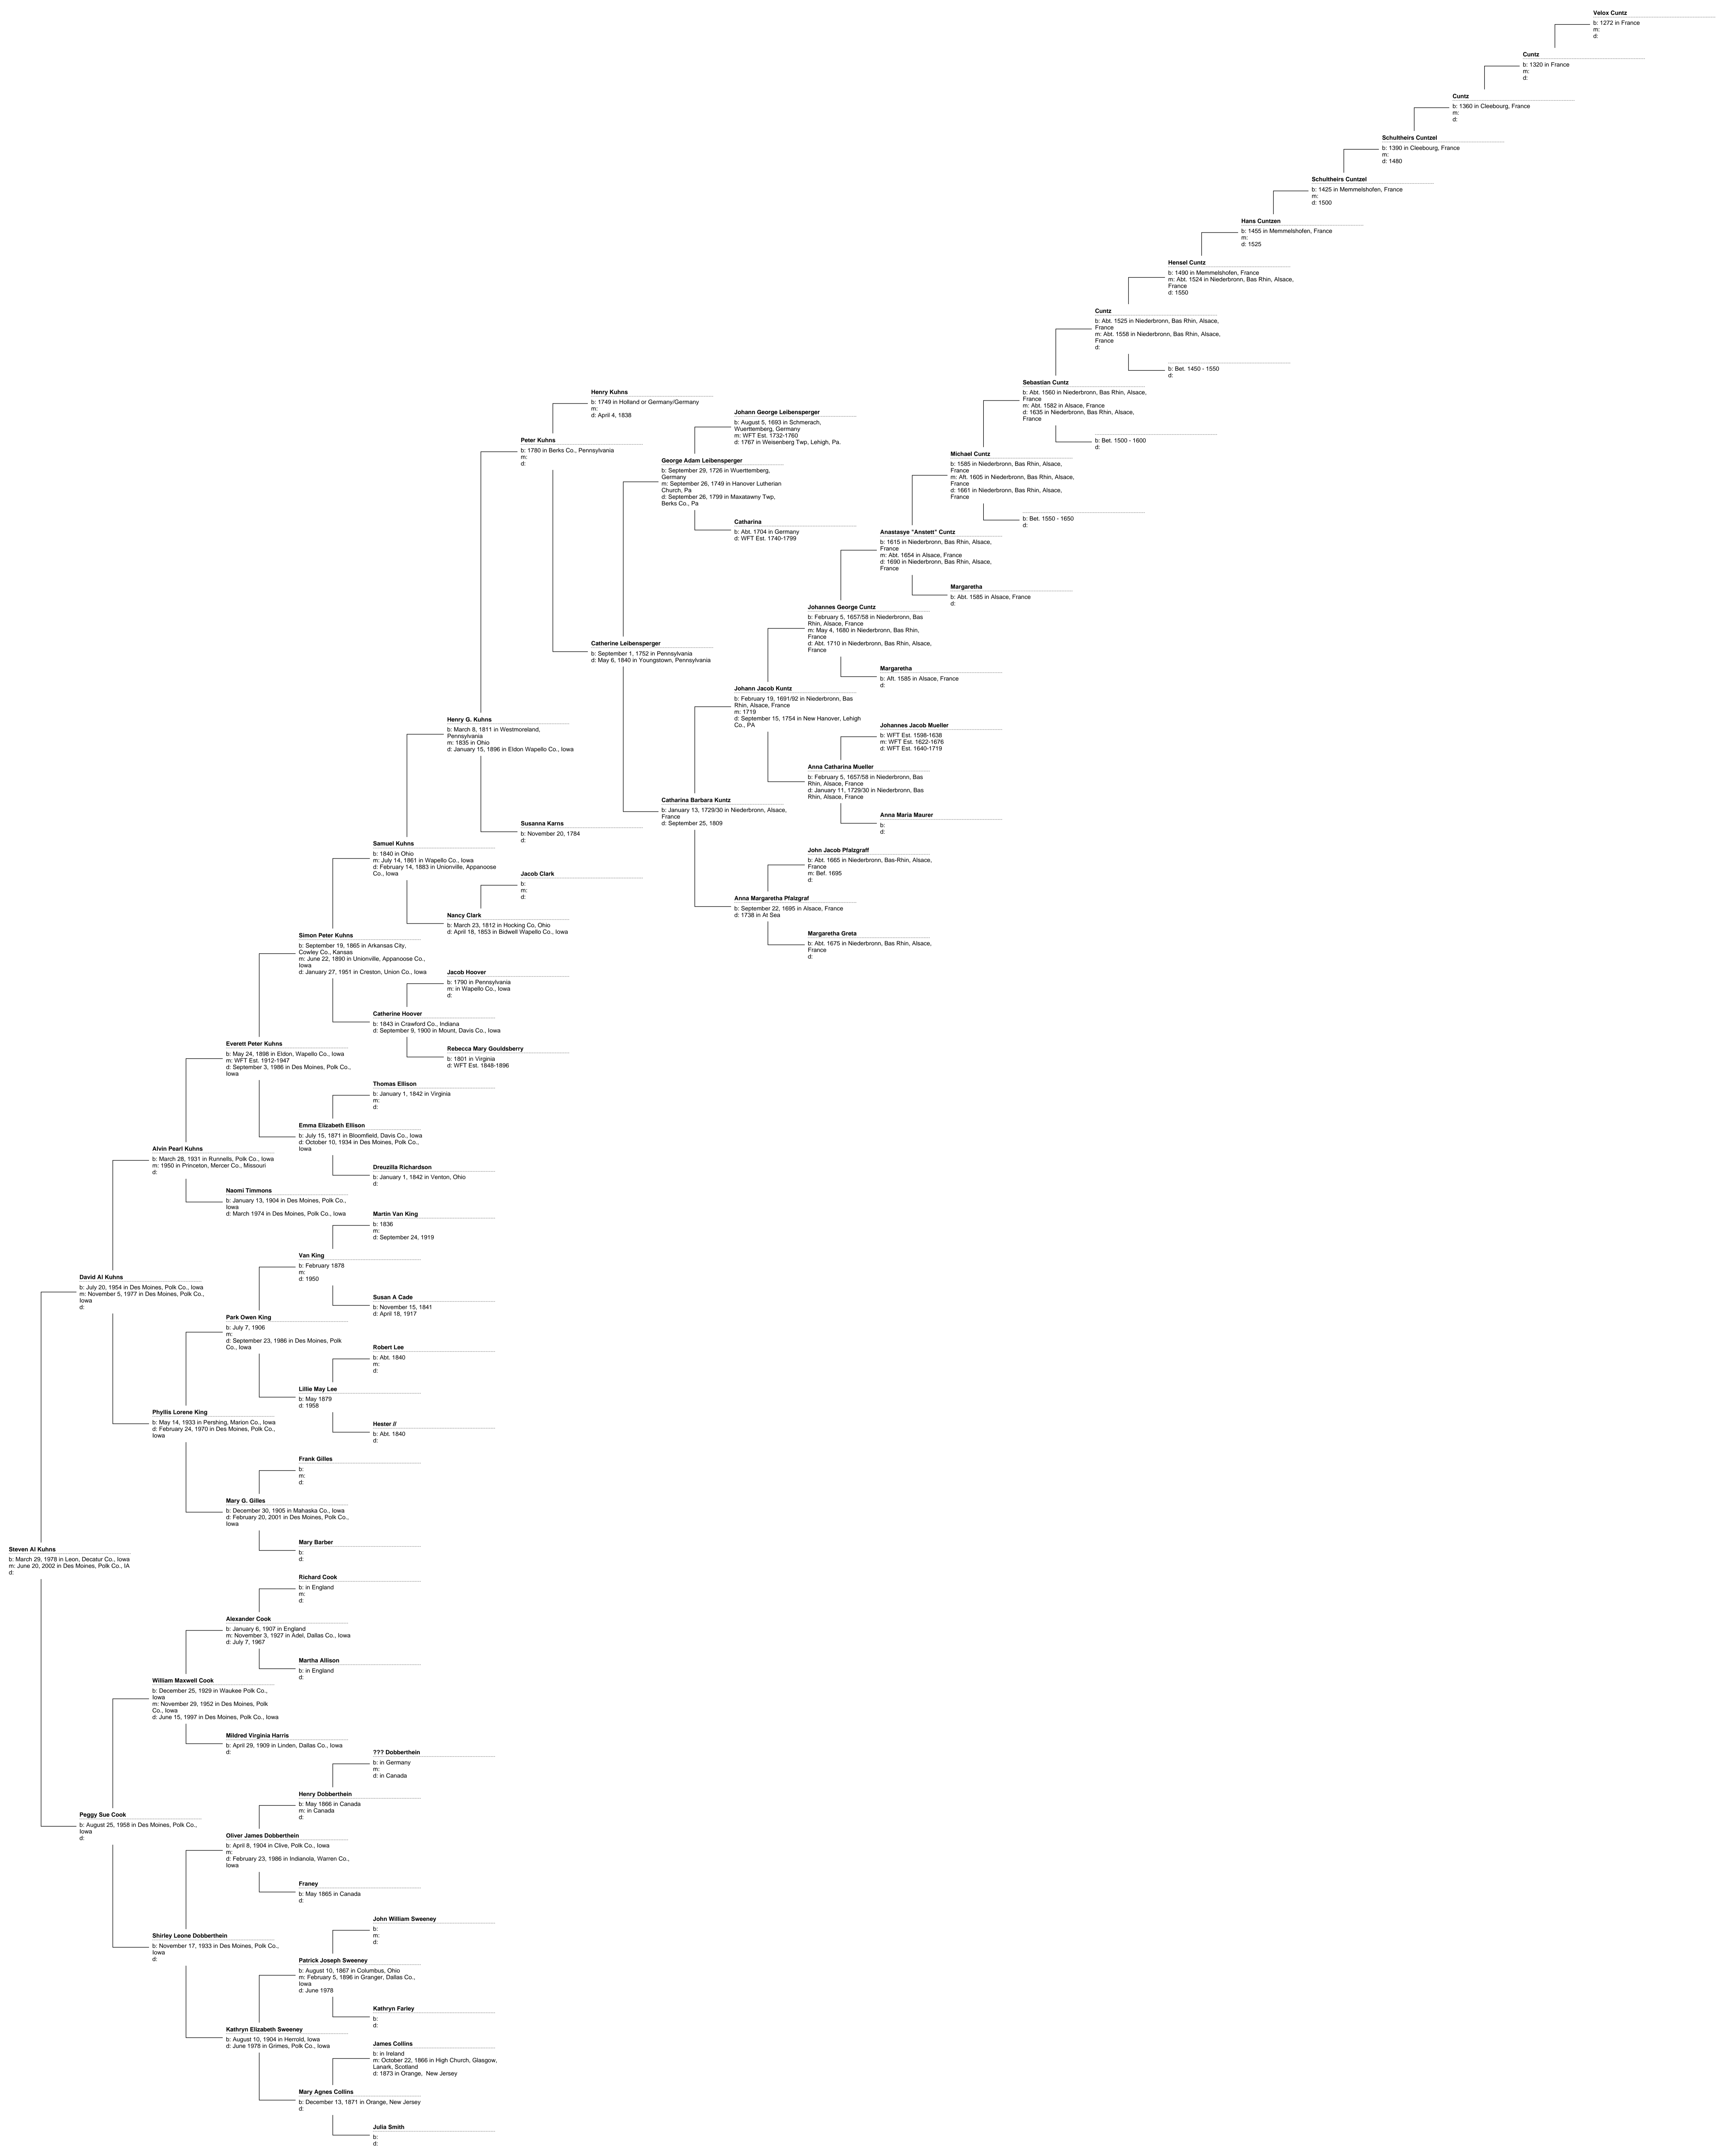 Velox Cuntz
b: 1272 in France
m:
d:
Cuntz
b: 1320 in France
m:
d:
Cuntz
b: 1360 in Cleebourg, France
m:
d:
Schultheirs Cuntzel
b: 1390 in Cleebourg, France
m:
d: 1480
Schultheirs Cuntzel
b: 1425 in Memmelshofen, France
m:
d: 1500
Hans Cuntzen
b: 1455 in Memmelshofen, France
m:
d: 1525
Hensel Cuntz
b: 1490 in Memmelshofen, France
m: Abt. 1524 in Niederbronn, Bas Rhin, Alsace,
France
d: 1550
Cuntz
b: Abt. 1525 in Niederbronn, Bas Rhin, Alsace,
France
m: Abt. 1558 in Niederbronn, Bas Rhin, Alsace,
France
d:
b: Bet. 1450 - 1550
d:
Sebastian Cuntz
b: Abt. 1560 in Niederbronn, Bas Rhin, Alsace,
France
m: Abt. 1582 in Alsace, France
d: 1635 in Niederbronn, Bas Rhin, Alsace,
France
b: Bet. 1500 - 1600
d:
Henry Kuhns
b: 1749 in Holland or Germany/Germany
m:
d: April 4, 1838
Johann George Leibensperger
b: August 5, 1693 in Schmerach,
Wuerttemberg, Germany
m: WFT Est. 1732-1760
d: 1767 in Weisenberg Twp, Lehigh, Pa.
Peter Kuhns
b: 1780 in Berks Co., Pennsylvania
m:
d:
Michael Cuntz
b: 1585 in Niederbronn, Bas Rhin, Alsace,
France
m: Aft. 1605 in Niederbronn, Bas Rhin, Alsace,
France
d: 1661 in Niederbronn, Bas Rhin, Alsace,
France
George Adam Leibensperger
b: September 29, 1726 in Wuerttemberg,
Germany
m: September 26, 1749 in Hanover Lutheran
Church, Pa
d: September 26, 1799 in Maxatawny Twp,
Berks Co., Pa
b: Bet. 1550 - 1650
d:
Catharina
b: Abt. 1704 in Germany
d: WFT Est. 1740-1799
Anastasye "Anstett" Cuntz
b: 1615 in Niederbronn, Bas Rhin, Alsace,
France
m: Abt. 1654 in Alsace, France
d: 1690 in Niederbronn, Bas Rhin, Alsace,
France
Margaretha
b: Abt. 1585 in Alsace, France
d:
Johannes George Cuntz
b: February 5, 1657/58 in Niederbronn, Bas
Rhin, Alsace, France
m: May 4, 1680 in Niederbronn, Bas Rhin,
France
d: Abt. 1710 in Niederbronn, Bas Rhin, Alsace,
France
Catherine Leibensperger
b: September 1, 1752 in Pennsylvania
d: May 6, 1840 in Youngstown, Pennsylvania
Margaretha
b: Aft. 1585 in Alsace, France
d:
Johann Jacob Kuntz
b: February 19, 1691/92 in Niederbronn, Bas
Rhin, Alsace, France
m: 1719
d: September 15, 1754 in New Hanover, Lehigh
Co., PA
Henry G. Kuhns
b: March 8, 1811 in Westmoreland,
Pennsylvania
m: 1835 in Ohio
d: January 15, 1896 in Eldon Wapello Co., Iowa
Johannes Jacob Mueller
b: WFT Est. 1598-1638
m: WFT Est. 1622-1676
d: WFT Est. 1640-1719
Anna Catharina Mueller
b: February 5, 1657/58 in Niederbronn, Bas
Rhin, Alsace, France
d: January 11, 1729/30 in Niederbronn, Bas
Rhin, Alsace, France
Catharina Barbara Kuntz
b: January 13, 1729/30 in Niederbronn, Alsace,
France
d: September 25, 1809
Anna Maria Maurer
b:
d:
Susanna Karns
b: November 20, 1784
d:
Samuel Kuhns
b: 1840 in Ohio
m: July 14, 1861 in Wapello Co., Iowa
d: February 14, 1883 in Unionville, Appanoose
Co., Iowa
John Jacob Pfalzgraff
b: Abt. 1665 in Niederbronn, Bas-Rhin, Alsace,
France
m: Bef. 1695
d:
Jacob Clark
b:
m:
d:
Anna Margaretha Pfalzgraf
b: September 22, 1695 in Alsace, France
d: 1738 in At Sea
Nancy Clark
b: March 23, 1812 in Hocking Co, Ohio
d: April 18, 1853 in Bidwell Wapello Co., Iowa
Margaretha Greta
b: Abt. 1675 in Niederbronn, Bas Rhin, Alsace,
France
d:
Simon Peter Kuhns
b: September 19, 1865 in Arkansas City,
Cowley Co., Kansas
m: June 22, 1890 in Unionville, Appanoose Co.,
Iowa
d: January 27, 1951 in Creston, Union Co., Iowa
Jacob Hoover
b: 1790 in Pennsylvania
m: in Wapello Co., Iowa
d:
Catherine Hoover
b: 1843 in Crawford Co., Indiana
d: September 9, 1900 in Mount, Davis Co., Iowa
Everett Peter Kuhns
b: May 24, 1898 in Eldon, Wapello Co., Iowa
m: WFT Est. 1912-1947
d: September 3, 1986 in Des Moines, Polk Co.,
Iowa
Rebecca Mary Gouldsberry
b: 1801 in Virginia
d: WFT Est. 1848-1896
Thomas Ellison
b: January 1, 1842 in Virginia
m:
d:
Emma Elizabeth Ellison
b: July 15, 1871 in Bloomfield, Davis Co., Iowa
d: October 10, 1934 in Des Moines, Polk Co.,
Iowa
Alvin Pearl Kuhns
b: March 28, 1931 in Runnells, Polk Co., Iowa
m: 1950 in Princeton, Mercer Co., Missouri
d:
Dreuzilla Richardson
b: January 1, 1842 in Venton, Ohio
d:
Naomi Timmons
b: January 13, 1904 in Des Moines, Polk Co.,
Iowa
d: March 1974 in Des Moines, Polk Co., Iowa
Martin Van King
b: 1836
m:
d: September 24, 1919
Van King
b: February 1878
m:
d: 1950
David Al Kuhns
b: July 20, 1954 in Des Moines, Polk Co., Iowa
m: November 5, 1977 in Des Moines, Polk Co.,
Iowa
d:
Susan A Cade
b: November 15, 1841
d: April 18, 1917
Park Owen King
b: July 7, 1906
m:
d: September 23, 1986 in Des Moines, Polk
Co., Iowa
Robert Lee
b: Abt. 1840
m:
d:
Lillie May Lee
b: May 1879
d: 1958
Phyllis Lorene King
b: May 14, 1933 in Pershing, Marion Co., Iowa
d: February 24, 1970 in Des Moines, Polk Co.,
Iowa
Hester //
b: Abt. 1840
d:
Frank Gilles
b:
m:
d:
Mary G. Gilles
b: December 30, 1905 in Mahaska Co., Iowa
d: February 20, 2001 in Des Moines, Polk Co.,
Iowa
Mary Barber
b:
d:
Steven Al Kuhns
b: March 29, 1978 in Leon, Decatur Co., Iowa
m: June 20, 2002 in Des Moines, Polk Co., IA
d:
Richard Cook
b: in England
m:
d:
Alexander Cook
b: January 6, 1907 in England
m: November 3, 1927 in Adel, Dallas Co., Iowa
d: July 7, 1967
Martha Allison
b: in England
d:
William Maxwell Cook
b: December 25, 1929 in Waukee Polk Co.,
Iowa
m: November 29, 1952 in Des Moines, Polk
Co., Iowa
d: June 15, 1997 in Des Moines, Polk Co., Iowa
Mildred Virginia Harris
b: April 29, 1909 in Linden, Dallas Co., Iowa
d:
??? Dobberthein
b: in Germany
m:
d: in Canada
Henry Dobberthein
b: May 1866 in Canada
m: in Canada
d:
Peggy Sue Cook
b: August 25, 1958 in Des Moines, Polk Co.,
Iowa
d:
Oliver James Dobberthein
b: April 8, 1904 in Clive, Polk Co., Iowa
m:
d: February 23, 1986 in Indianola, Warren Co.,
Iowa
Franey
b: May 1865 in Canada
d:
John William Sweeney
b:
m:
d:
Shirley Leone Dobberthein
b: November 17, 1933 in Des Moines, Polk Co.,
Iowa
d:
Patrick Joseph Sweeney
b: August 10, 1867 in Columbus, Ohio
m: February 5, 1896 in Granger, Dallas Co.,
Iowa
d: June 1978
Kathryn Farley
b:
d:
Kathryn Elizabeth Sweeney
b: August 10, 1904 in Herrold, Iowa
d: June 1978 in Grimes, Polk Co., Iowa
James Collins
b: in Ireland
m: October 22, 1866 in High Church, Glasgow,
Lanark, Scotland
d: 1873 in Orange, New Jersey
Mary Agnes Collins
b: December 13, 1871 in Orange, New Jersey
d:
Julia Smith
b:
d: